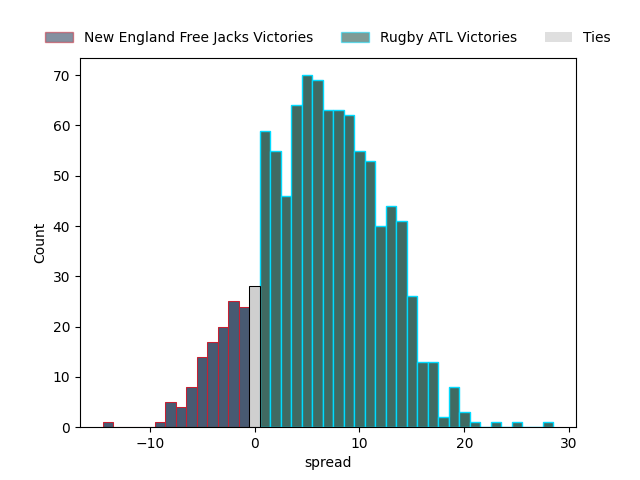 New England Free Jacks Victories Rugby ATL Victories Ties
70
60
50
40
30
20
10
0
Count
−10 0 10 20 30
spread